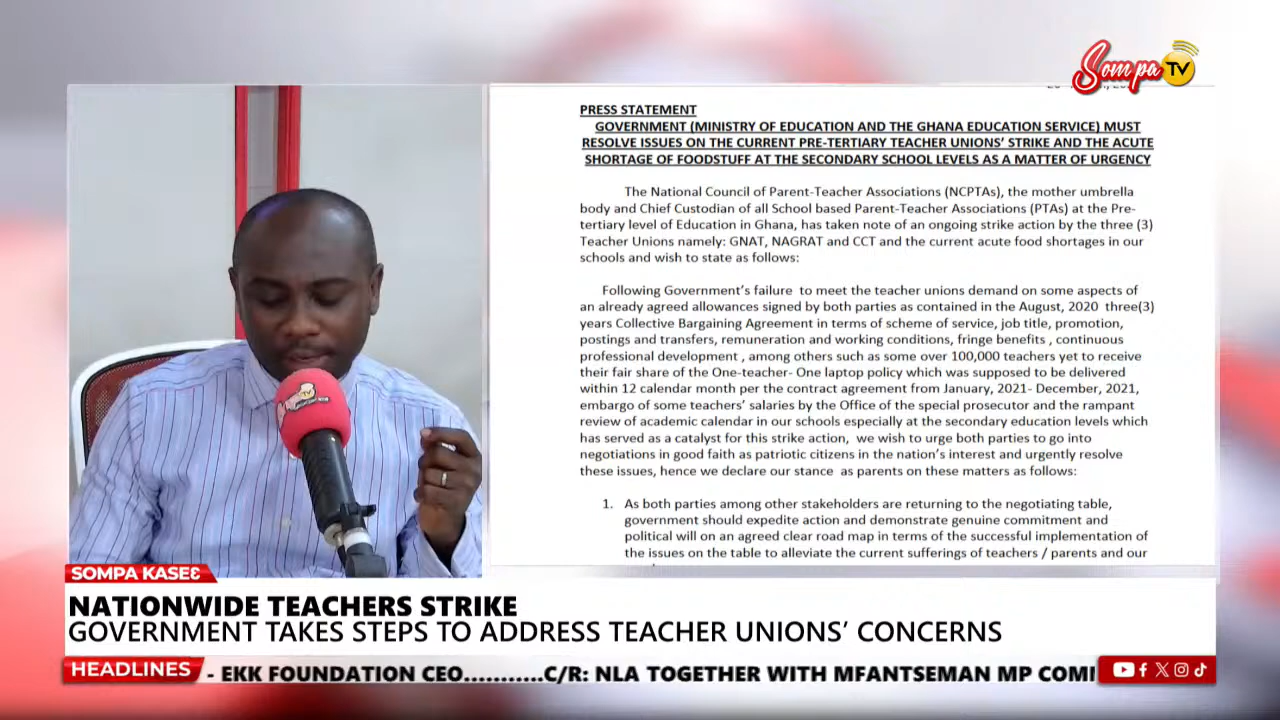 Sompa TV
PRESS STATEMENT
GOVERNMENT (MINISTRY OF EDUCATION AND THE GHANA EDUCATION SERVICE) MUST
RESOLVE ISSUES ON THE CURRENT PRE-TERTIARY TEACHER UNIONS' STRIKE AND THE ACUTE
SHORTAGE OF FOODSTUFF AT THE SECONDARY SCHOOL LEVELS AS A MATTER OF URGENCY
The National Council of Parent-Teacher Associations (NCPTAs), the mother umbrella
body and Chief Custodian of all School based Parent-Teacher Associations (PTAs) at the Pre-
tertiary level of Education in Ghana, has taken note of an ongoing strike action by the three (3)
Teacher Unions namely: GNAT, NAGRAT and CCT and the current acute food shortages in our
schools and wish to state as follows:
Following Government's failure to meet the teacher unions demand on some aspects of
an already agreed allowances signed by both parties as contained in the August, 2020 three(3)
years Collective Bargaining Agreement in terms of scheme of service, job title, promotion,
postings and transfers, remuneration and working conditions, fringe benefits , continuous
professional development , among others such as some over 100,000 teachers yet to receive
their fair share of the One-teacher- One laptop policy which was supposed to be delivered
within 12 calendar month per the contract agreement from January, 2021- December, 2021,
embargo of some teachers' salaries by the Office of the special prosecutor and the rampant
review of academic calendar in our schools especially at the secondary education levels which
has served as a catalyst for this strike action, we wish to urge both parties to go into
negotiations in good faith as patriotic citizens in the nation's interest and urgently resolve
these issues, hence we declare our stance as parents on these matters as follows:
1. As both parties among other stakeholders are returning to the negotiating table,
government should expedite action and demonstrate genuine commitment and
political will on an agreed clear road map in terms of the successful implementation of
the issues on the table to alleviate the current sufferings of teachers / parents and our
SOMPA KASEƐ
NATIONWIDE TEACHERS STRIKE
GOVERNMENT TAKES STEPS TO ADDRESS TEACHER UNIONS' CONCERNS
HEADLINES - EKK FOUNDATION CEO...........C/R: NLA TOGETHER WITH MFANTSEMAN MP COMI